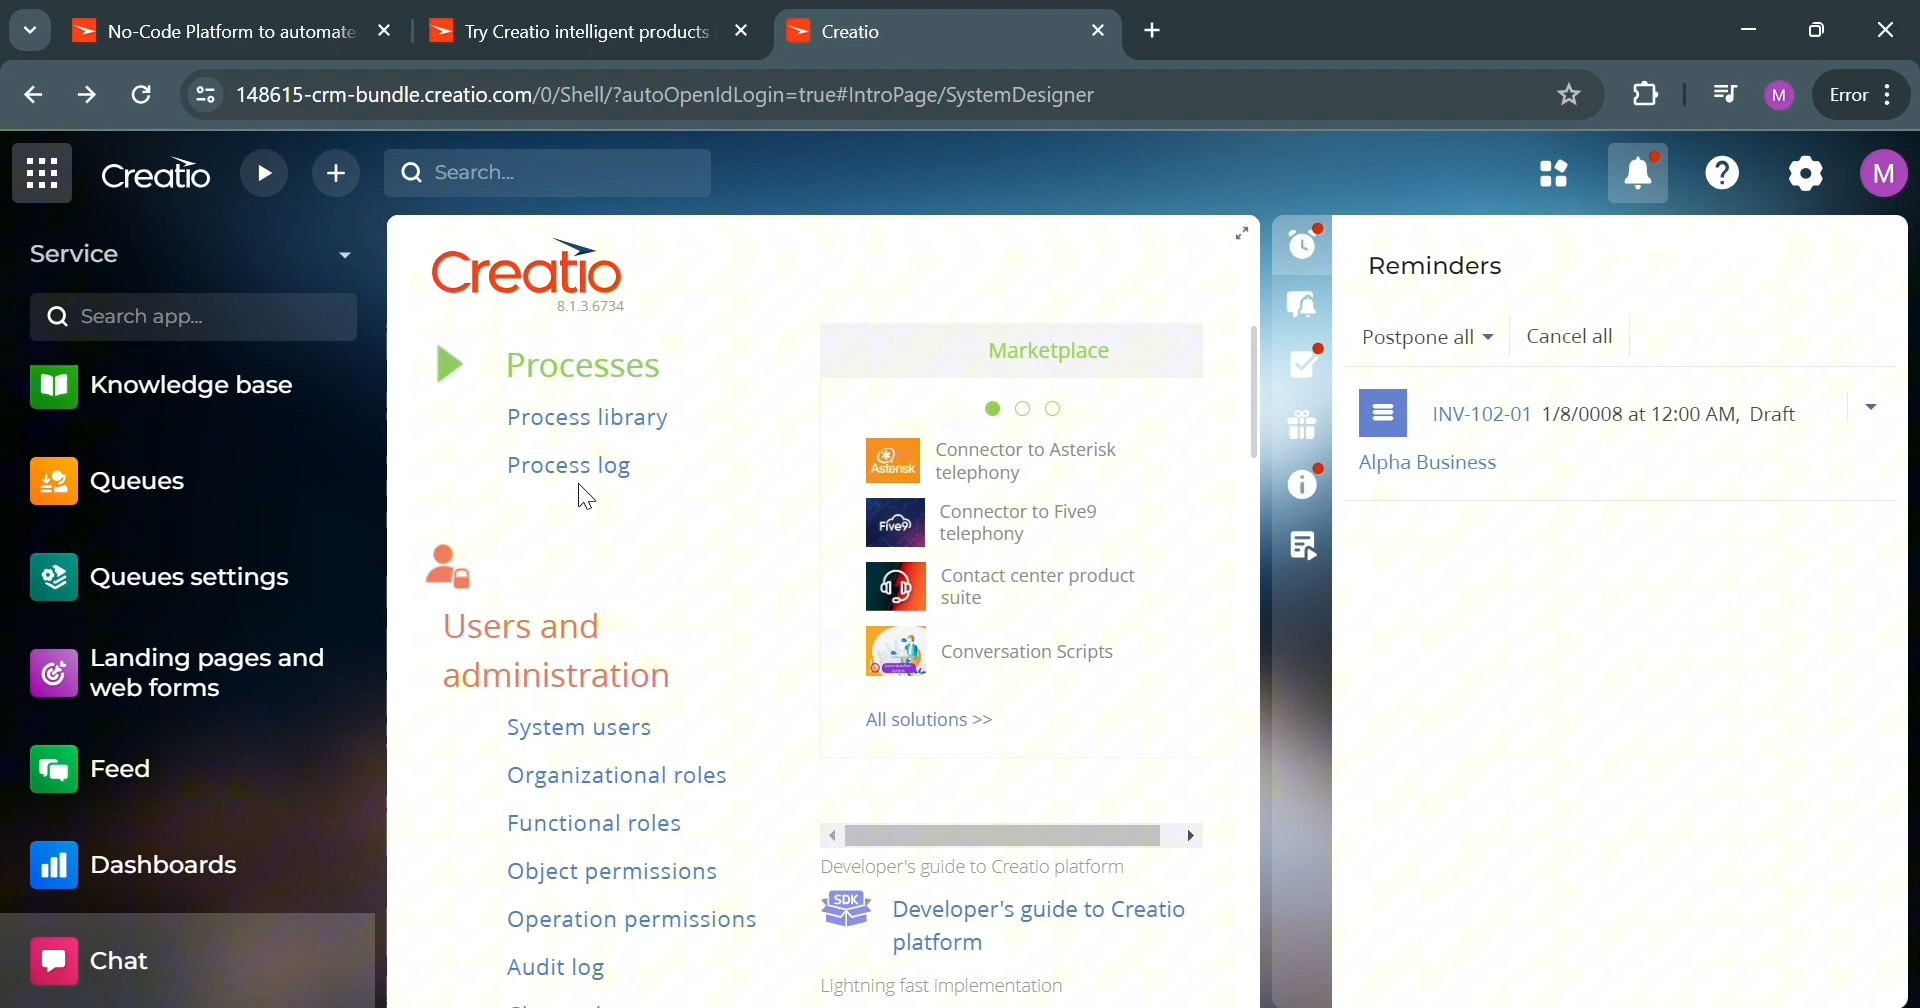 No-Code Platform to automate
Try Creatio intelligent products
Creatio
148615-crm-bundle.creatio.com/0/Shell/?autoOpenIdLogin=true#IntroPage/SystemDesigner
M
Error
Creatio
Search...
M
Service
Search app...
Knowledge base
Queues
Queues settings
Landing pages and
web forms
Feed
Dashboards
Chat
Creatio
8.1.3.6734
Processes
Process library
Process log
Users and
administration
System users
Organizational roles
Functional roles
Object permissions
Operation permissions
Audit log
Marketplace
Asterisk
Connector to Asterisk
telephony
Five9
Connector to Five9
telephony
Contact center product
suite
Conversation Scripts
All solutions >>
Developer's guide to Creatio platform
SDK
Developer's guide to Creatio
platform
Lightning fast implementation
Reminders
Postpone all
Cancel all
INV-102-01 1/8/0008 at 12:00 AM, Draft
Alpha Business